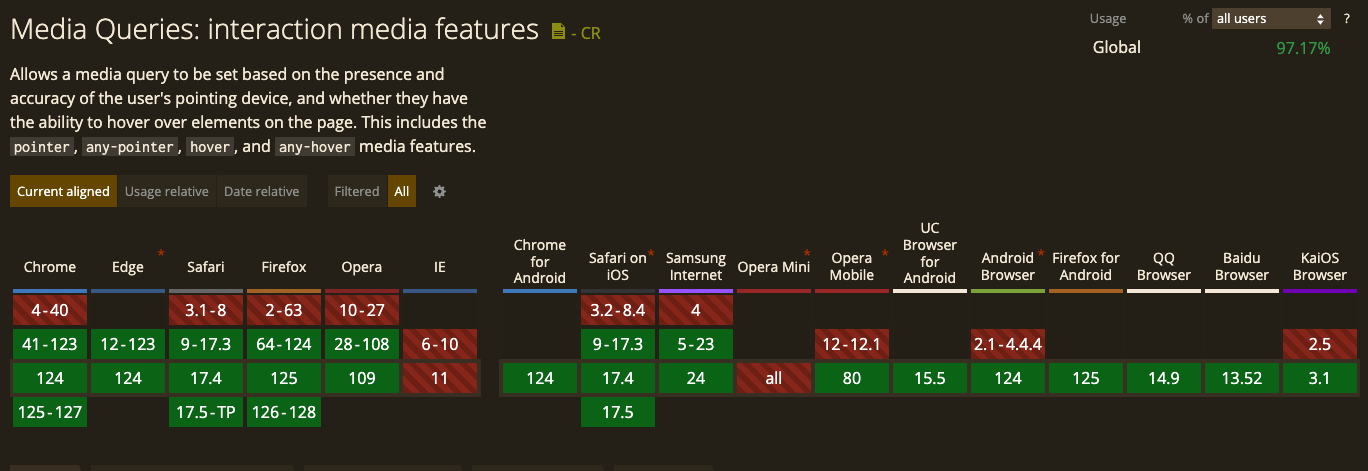 Media Queries: interaction media features - CR
Usage % of all users ?
Global 97.17%
Allows a media query to be set based on the presence and
accuracy of the user's pointing device, and whether they have
the ability to hover over elements on the page. This includes the
pointer, any-pointer, hover, and any-hover media features.
Current aligned Usage relative Date relative Filtered All
Chrome Edge * Safari Firefox Opera IE
Chrome for Android Safari on iOS * Samsung Internet Opera Mini * Opera Mobile * UC Browser for Android Android Browser * Firefox for Android QQ Browser Baidu Browser KaiOS Browser
4-40 3.1-8 2-63 10-27 3.2-8.4 4
41-123 12-123 9-17.3 64-124 28-108 6-10 9-17.3 5-23 12-12.1 2.1-4.4.4 2.5
124 124 17.4 125 109 11 124 17.4 24 all 80 15.5 124 125 14.9 13.52 3.1
125-127 17.5-TP 126-128 17.5